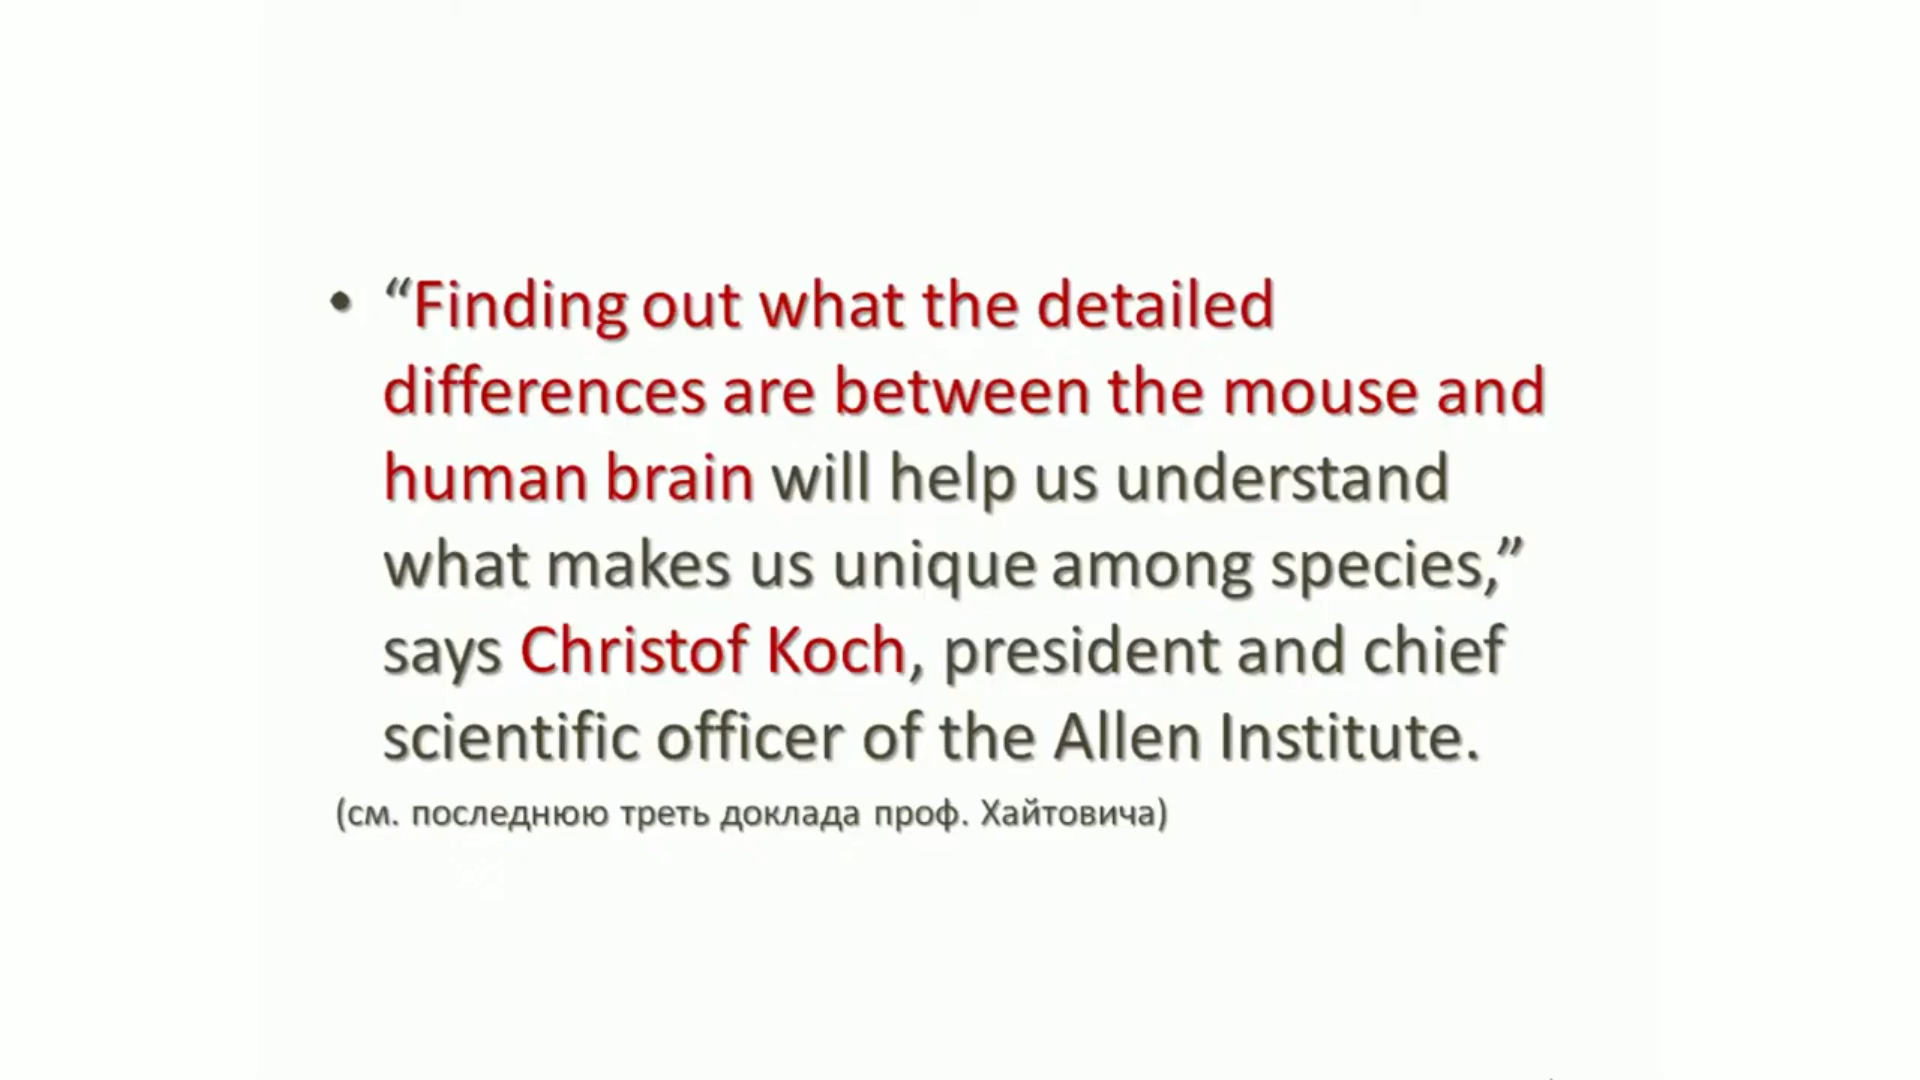 • “Finding out what the detailed
differences are between the mouse and
human brain will help us understand
what makes us unique among species,”
says Christof Koch, president and chief
scientific officer of the Allen Institute.
(см. последнюю треть доклада проф. Хайтовича)